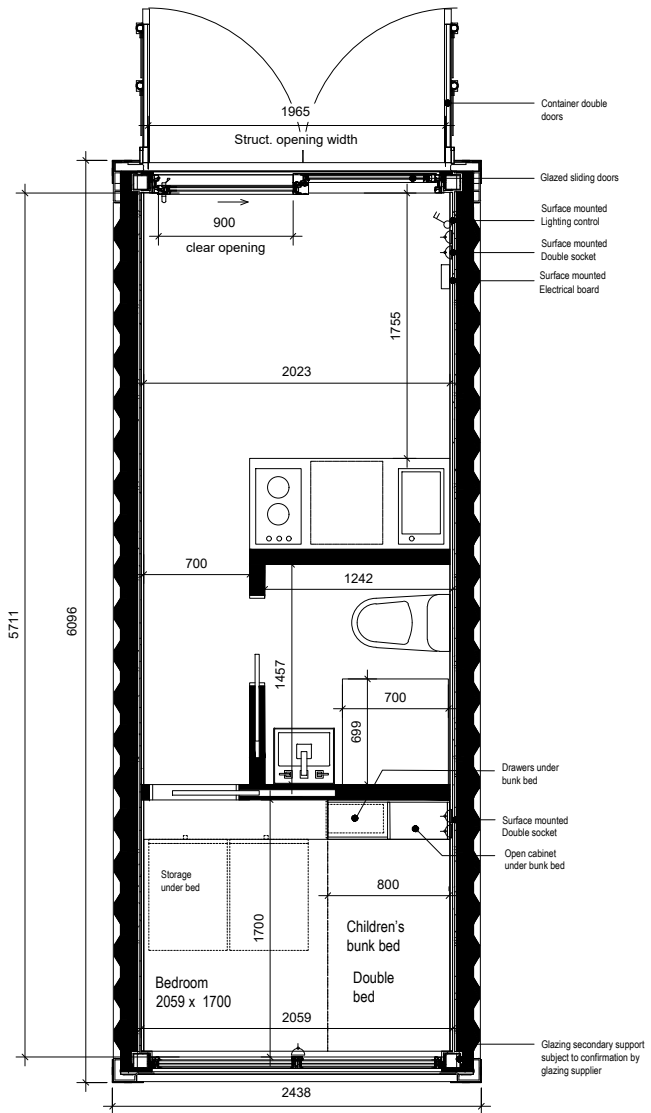 1965
Struct. opening width
Container double
doors
Glazed sliding doors
900
clear opening
Surface mounted
Lighting control
Surface mounted
Double socket
Surface mounted
Electrical board
1755
2023
700
1242
5711
6096
1457
700
699
Drawers under
bunk bed
Surface mounted
Double socket
Open cabinet
under bunk bed
Storage
under bed
800
1700
Children's
bunk bed
Double
bed
Bedroom
2059 x 1700
2059
Glazing secondary support
subject to confirmation by
glazing supplier
2438